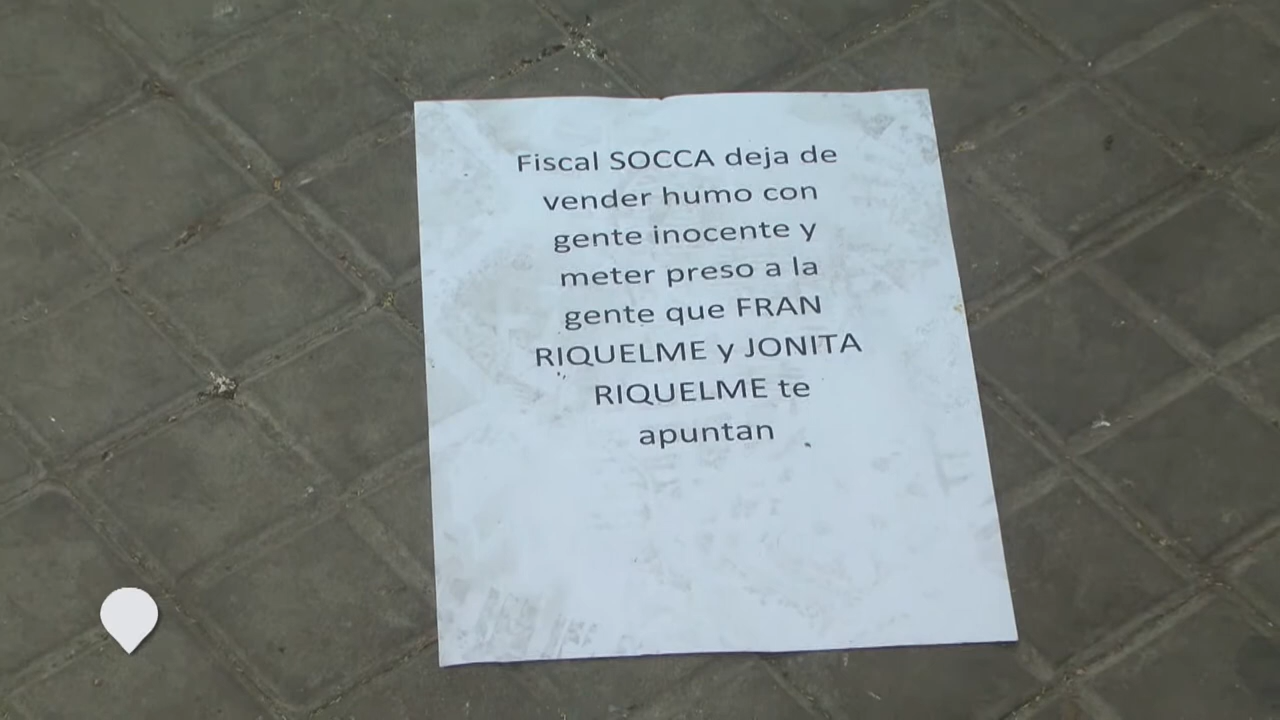 Fiscal SOCCA deja de
vender humo con
gente inocente y
meter preso a la
gente que FRAN
RIQUELME y JONITA
RIQUELME te
apuntan